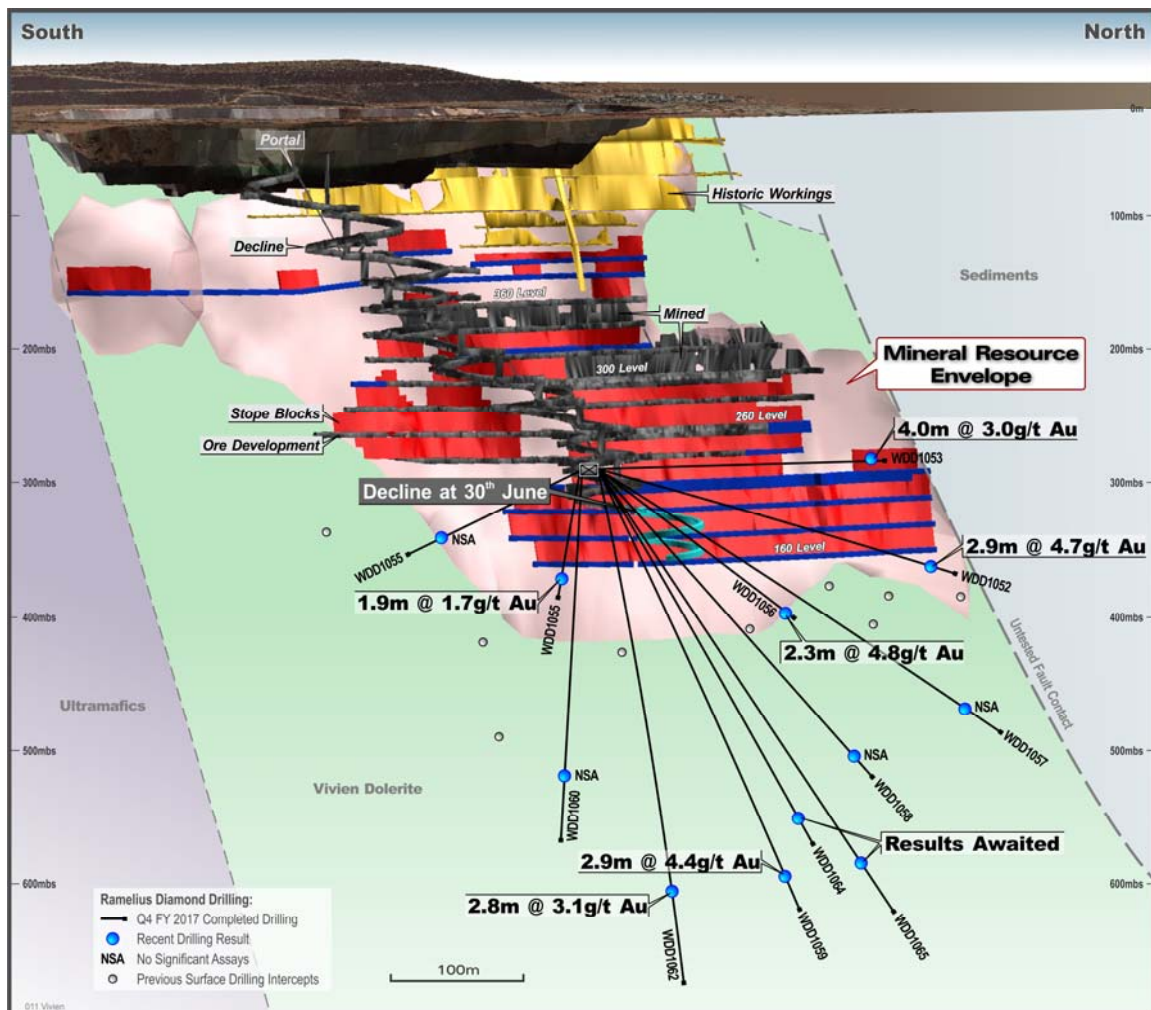 South
North
0m
Portal
Historic Workings
100mbs
100mbs
Decline
Sediments
360 Level
Mined
200mbs
200mbs
Mineral Resource
Envelope
300 Level
Stope Blocks
260 Level
Ore Development
4.0m @ 3.0g/t Au
WDD1053
300mbs
300mbs
Decline at 30th June
NSA
160 Level
2.9m @ 4.7g/t Au
WDD1055
WDD1052
1.9m @ 1.7g/t Au
WDD1055
WDD1056
400mbs
400mbs
2.3m @ 4.8g/t Au
Untested Fault Contact
Ultramafics
NSA
WDD1057
500mbs
500mbs
NSA
NSA
Vivien Dolerite
WDD1058
WDD1060
Results Awaited
WDD1064
2.9m @ 4.4g/t Au
600mbs
600mbs
2.8m @ 3.1g/t Au
WDD1059
WDD1065
WDD1062
Ramelius Diamond Drilling:
Q4 FY 2017 Completed Drilling
Recent Drilling Result
NSA No Significant Assays
Previous Surface Drilling Intercepts
100m
011 Vivien